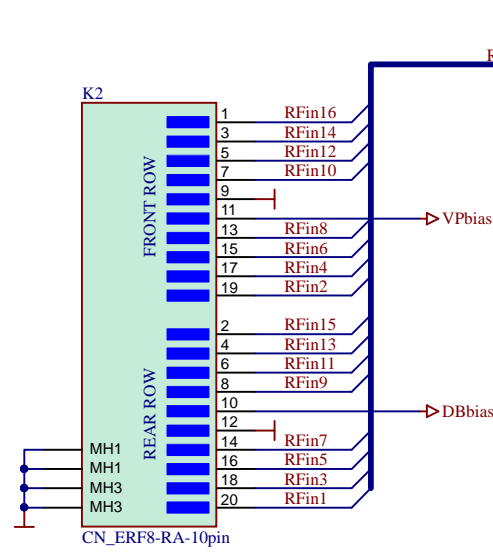 R
K2
1 RFin16
3 RFin14
5 RFin12
7 RFin10
9
11 VPbias
13 RFin8
15 RFin6
17 RFin4
19 RFin2
FRONT ROW
2 RFin15
4 RFin13
6 RFin11
8 RFin9
10 DBbias
12
14 RFin7
16 RFin5
18 RFin3
20 RFin1
REAR ROW
MH1
MH1
MH3
MH3
CN_ERF8-RA-10pin